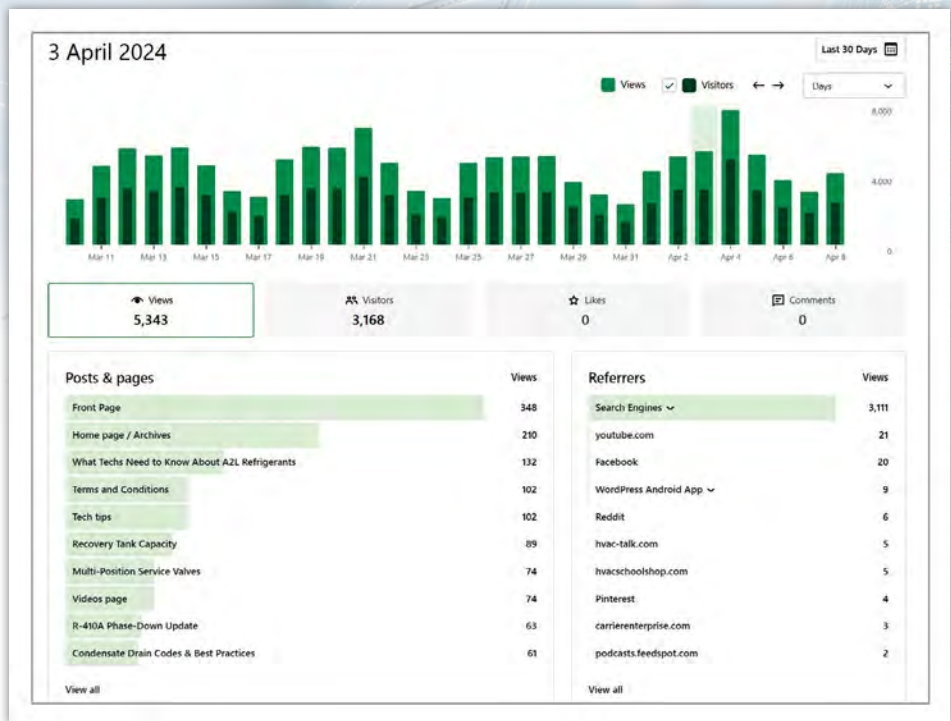 3 April 2024
Last 30 Days
Views
Visitors
← →
Days
8,000
4,000
0
Mar 11 Mar 13 Mar 15 Mar 17 Mar 19 Mar 21 Mar 23 Mar 25 Mar 27 Mar 29 Mar 31 Apr 2 Apr 4 Apr 6 Apr 8
Views
5,343
Visitors
3,168
Likes
0
Comments
0
Posts & pages Views
Front Page 348
Home page / Archives 210
What Techs Need to Know About A2L Refrigerants 132
Terms and Conditions 102
Tech tips 102
Recovery Tank Capacity 89
Multi-Position Service Valves 74
Videos page 74
R-410A Phase-Down Update 63
Condensate Drain Codes & Best Practices 61
View all
Referrers Views
Search Engines 3,111
youtube.com 21
Facebook 20
WordPress Android App 9
Reddit 6
hvac-talk.com 5
hvacschoolshop.com 5
Pinterest 4
carrierenterprise.com 3
podcasts.feedspot.com 2
View all